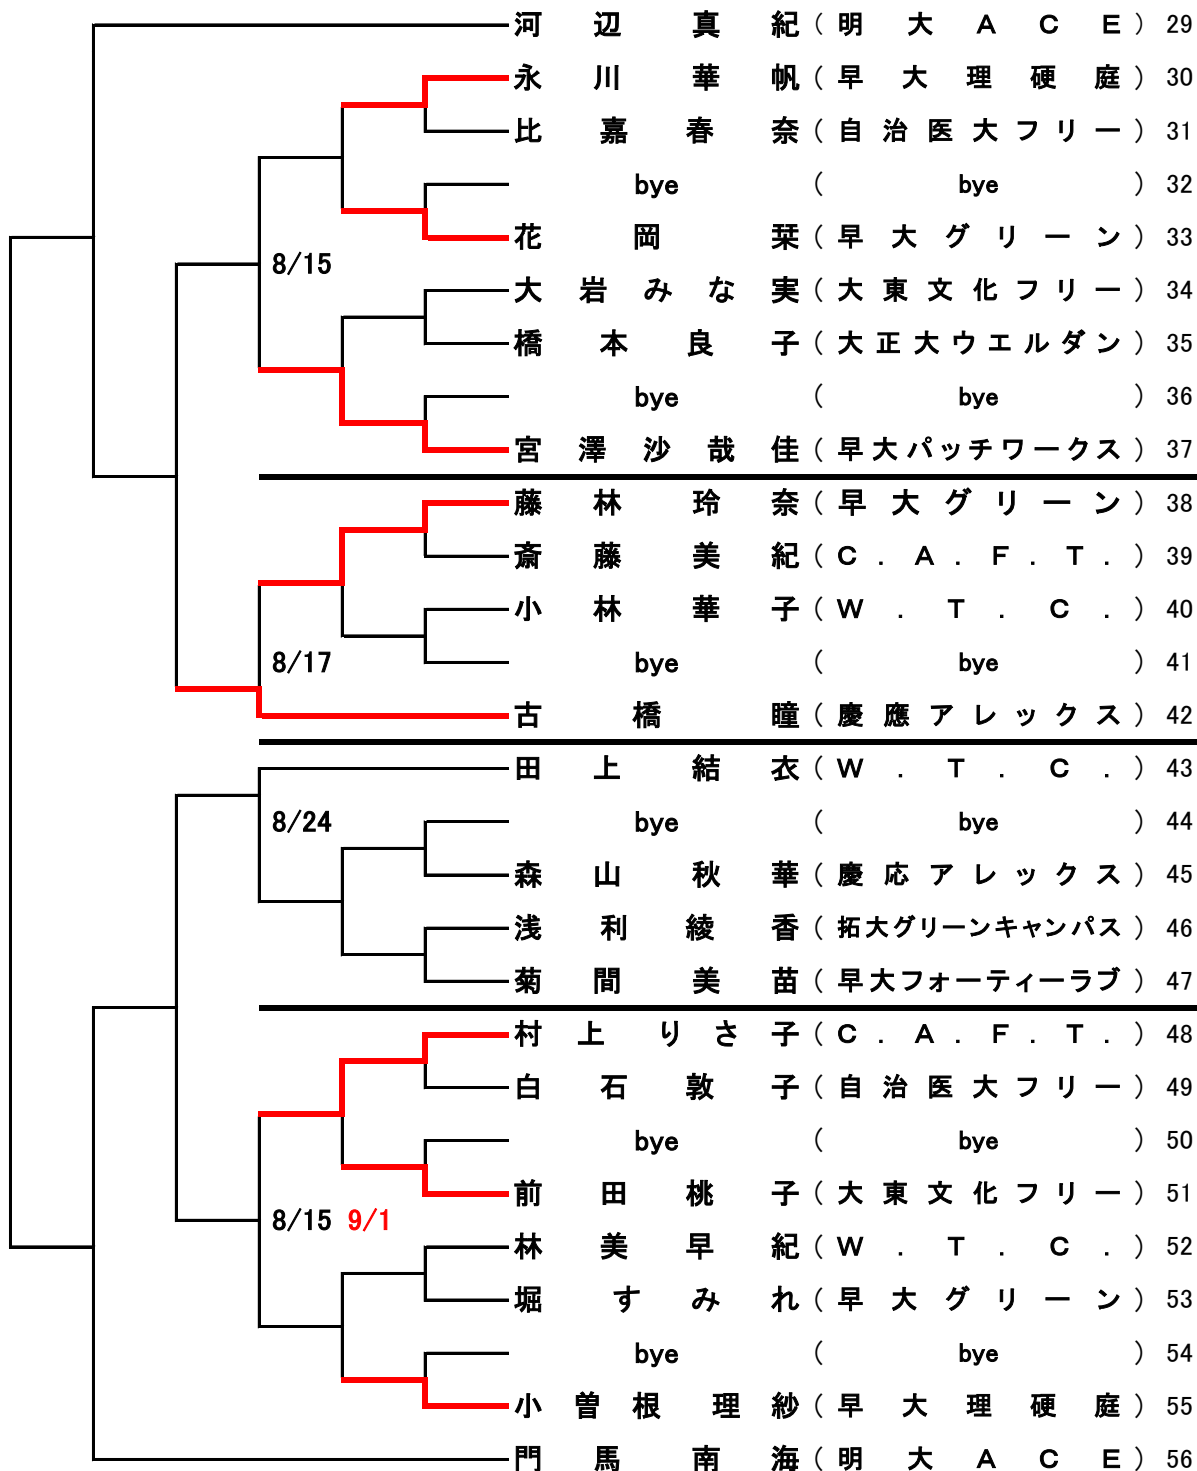 河辺真紀(明大ACE) 29
永川華帆(早大理硬庭) 30
比嘉春奈(自治医大フリー) 31
bye ( bye ) 32
花岡栞(早大グリーン) 33
8/15
大岩みな実(大東文化フリー) 34
橋本良子(大正大ウエルダン) 35
bye ( bye ) 36
宮澤沙哉佳(早大パッチワークス) 37
藤林玲奈(早大グリーン) 38
斎藤美紀(C.A.F.T.) 39
小林華子(W.T.C.) 40
8/17
bye ( bye ) 41
古橋瞳(慶應アレックス) 42
田上結衣(W.T.C.) 43
8/24
bye ( bye ) 44
森山秋華(慶応アレックス) 45
浅利綾香(拓大グリーンキャンパス) 46
菊間美苗(早大フォーティーラブ) 47
村上りさ子(C.A.F.T.) 48
白石敦子(自治医大フリー) 49
bye ( bye ) 50
前田桃子(大東文化フリー) 51
8/15 9/1
林美早紀(W.T.C.) 52
堀すみれ(早大グリーン) 53
bye ( bye ) 54
小曽根理紗(早大理硬庭) 55
門馬南海(明大ACE) 56